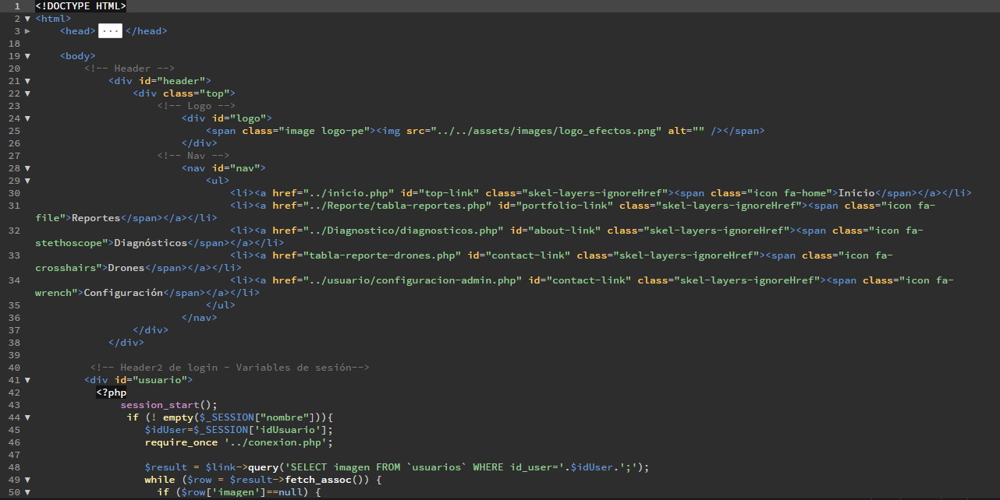 1 <!DOCTYPE HTML>
2 <html>
3 <head> ... </head>
18
19 <body>
20 <!-- Header -->
21 <div id="header">
22 <div class="top">
23 <!-- Logo -->
24 <div id="logo">
25 <span class="image logo-pe"><img src="../../assets/images/logo_efectos.png" alt="" /></span>
26 </div>
27 <!-- Nav -->
28 <nav id="nav">
29 <ul>
30 <li><a href="../inicio.php" id="top-link" class="skel-layers-ignoreHref"><span class="icon fa-home">Inicio</span></a></li>
31 <li><a href="../Reporte/tabla-reportes.php" id="portfolio-link" class="skel-layers-ignoreHref"><span class="icon fa-
file">Reportes</span></a></li>
32 <li><a href="../Diagnostico/diagnosticos.php" id="about-link" class="skel-layers-ignoreHref"><span class="icon fa-
stethoscope">Diagnósticos</span></a></li>
33 <li><a href="tabla-reporte-drones.php" id="contact-link" class="skel-layers-ignoreHref"><span class="icon fa-
crosshairs">Drones</span></a></li>
34 <li><a href="../usuario/configuracion-admin.php" id="contact-link" class="skel-layers-ignoreHref"><span class="icon fa-
wrench">Configuración</span></a></li>
35 </ul>
36 </nav>
37 </div>
38 </div>
39
40 <!-- Header2 de login - Variables de sesión-->
41 <div id="usuario">
42 <?php
43 session_start();
44 if (! empty($_SESSION["nombre"])){
45 $idUser=$_SESSION['idUsuario'];
46 require_once '../conexion.php';
47
48 $result = $link->query('SELECT imagen FROM `usuarios` WHERE id_user='.$idUser.';');
49 while ($row = $result->fetch_assoc()) {
50 if ($row['imagen']==null) {